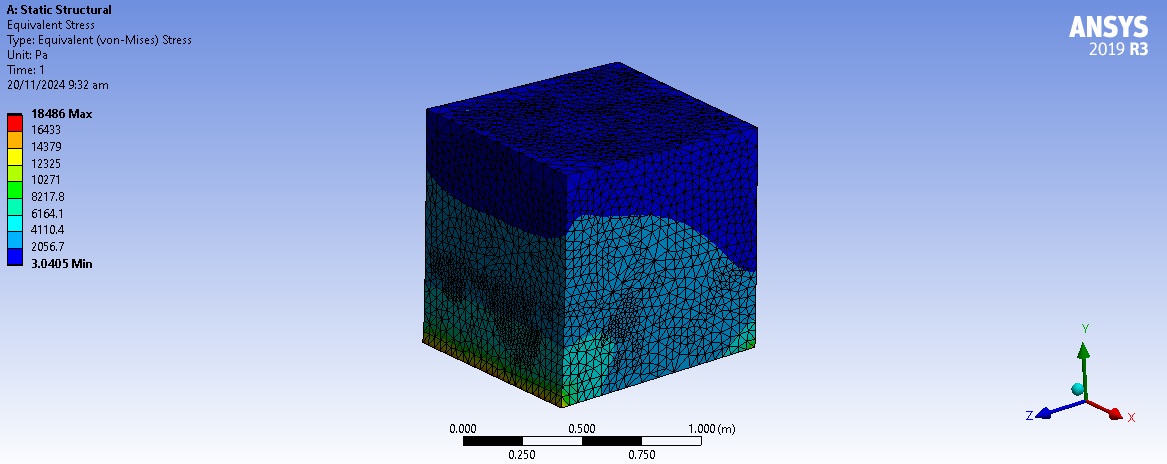 A: Static Structural
Equivalent Stress
Type: Equivalent (von-Mises) Stress
Unit: Pa
Time: 1
20/11/2024 9:32 am
ANSYS
2019 R3
18486 Max
16433
14379
12325
10271
8217.8
6164.1
4110.4
2056.7
3.0405 Min
0.000 0.500 1.000 (m)
0.250 0.750
Y
Z
X